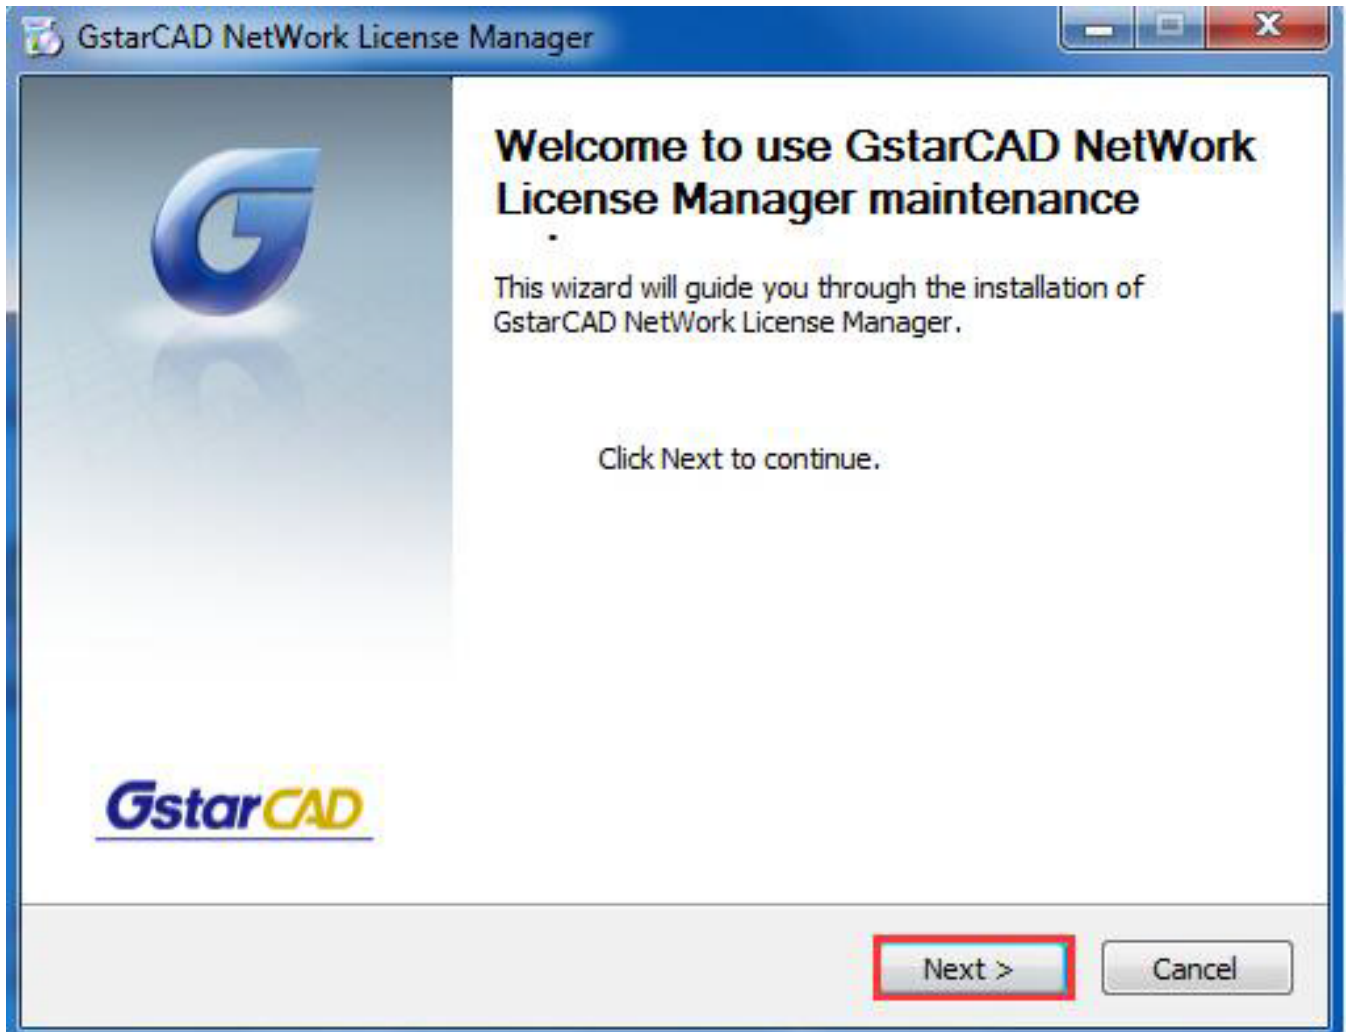 GstarCAD NetWork License Manager
Welcome to use GstarCAD NetWork
License Manager maintenance
This wizard will guide you through the installation of
GstarCAD NetWork License Manager.
Click Next to continue.
GstarCAD
Next >
Cancel